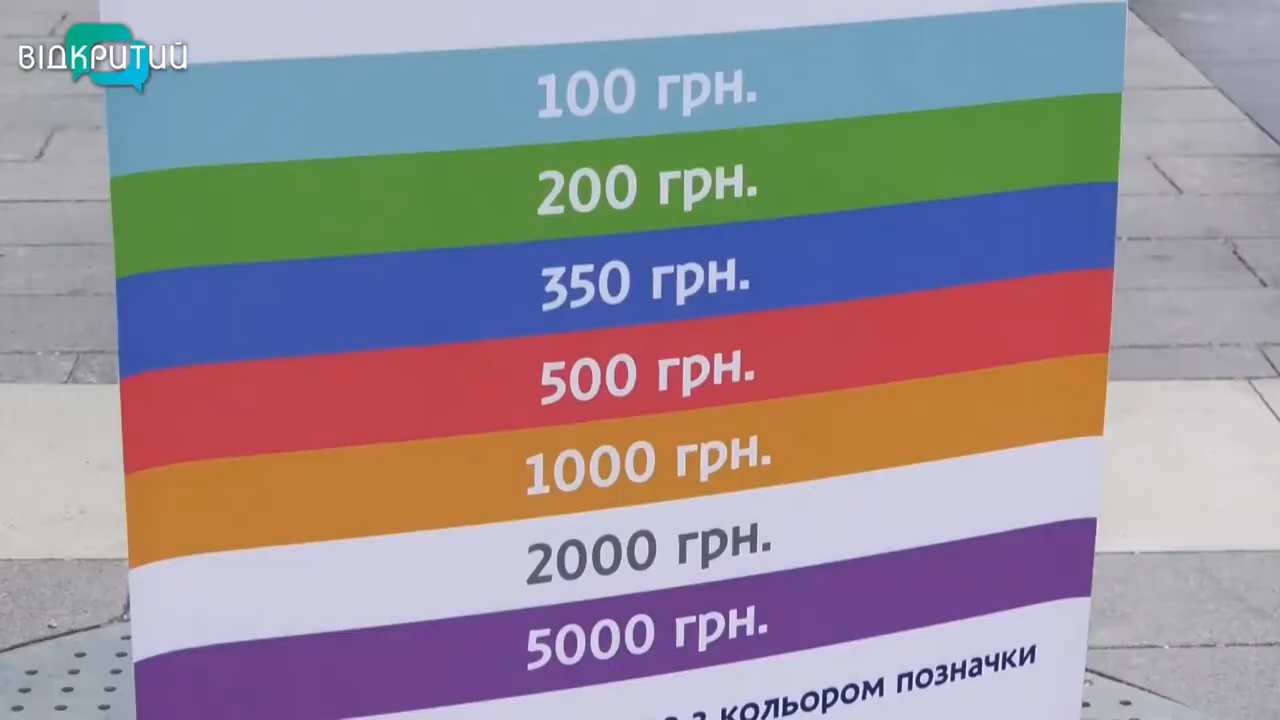 ВІДКРИТИЙ
100 грн.
200 грн.
350 грн.
500 грн.
1000 грн.
2000 грн.
5000 грн.
з кольором позначки